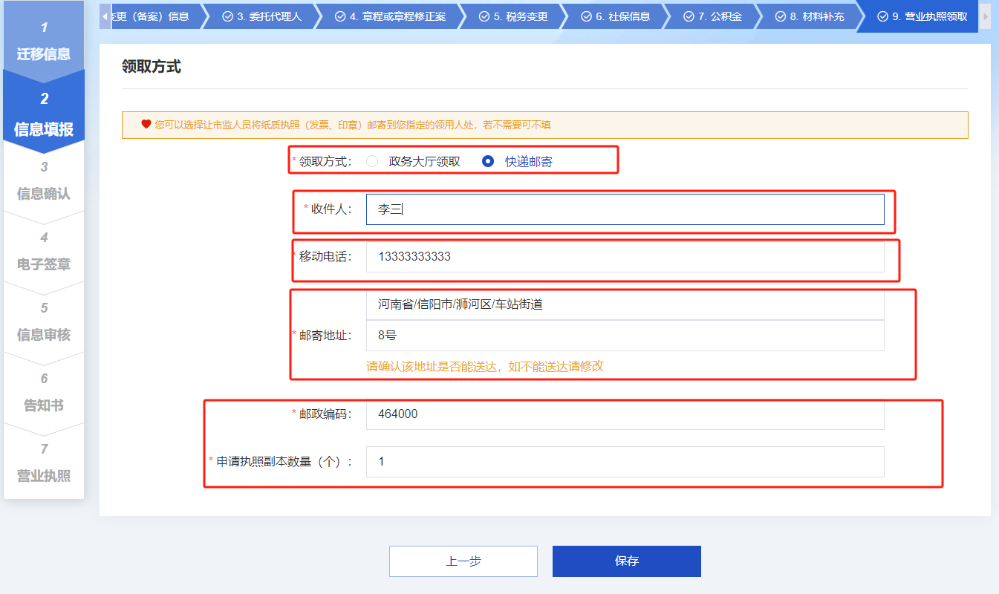 1
迁移信息
2
信息填报
3
信息确认
4
电子签章
5
信息审核
6
告知书
7
营业执照
变更（备案）信息
3. 委托代理人
4. 章程或章程修正案
5. 税务变更
6. 社保信息
7. 公积金
8. 材料补充
9. 营业执照领取
领取方式
您可以选择让市监人员将纸质执照（发票、印章）邮寄到您指定的领用人处，若不需要可不填
* 领取方式： 政务大厅领取 快递邮寄
* 收件人： 李三
* 移动电话： 13333333333
河南省/信阳市/浉河区/车站街道
* 邮寄地址： 8号
请确认该地址是否能送达，如不能送达请修改
* 邮政编码： 464000
* 申请执照副本数量（个）： 1
上一步
保存